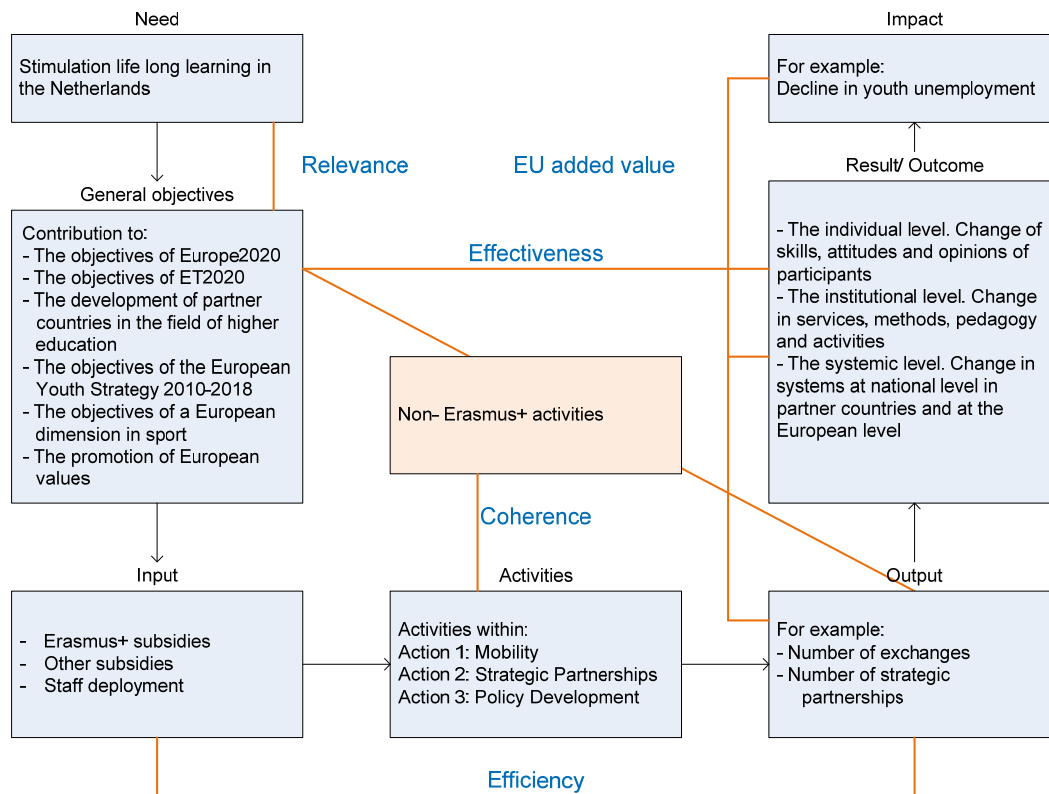 Need
Stimulation life long learning in
the Netherlands
Relevance
General objectives
Contribution to:
- The objectives of Europe2020
- The objectives of ET2020
- The development of partner
countries in the field of higher
education
- The objectives of the European
Youth Strategy 2010-2018
- The objectives of a European
dimension in sport
- The promotion of European
values
Impact
For example:
Decline in youth unemployment
EU added value
Result/ Outcome
- The individual level. Change of
skills, attitudes and opinions of
participants
- The institutional level. Change
in services, methods, pedagogy
and activities
- The systemic level. Change in
systems at national level in
partner countries and at the
European level
Effectiveness
Non- Erasmus+ activities
Coherence
Input
- Erasmus+ subsidies
- Other subsidies
- Staff deployment
Activities
Activities within:
Action 1: Mobility
Action 2: Strategic Partnerships
Action 3: Policy Development
Output
For example:
- Number of exchanges
- Number of strategic
partnerships
Efficiency